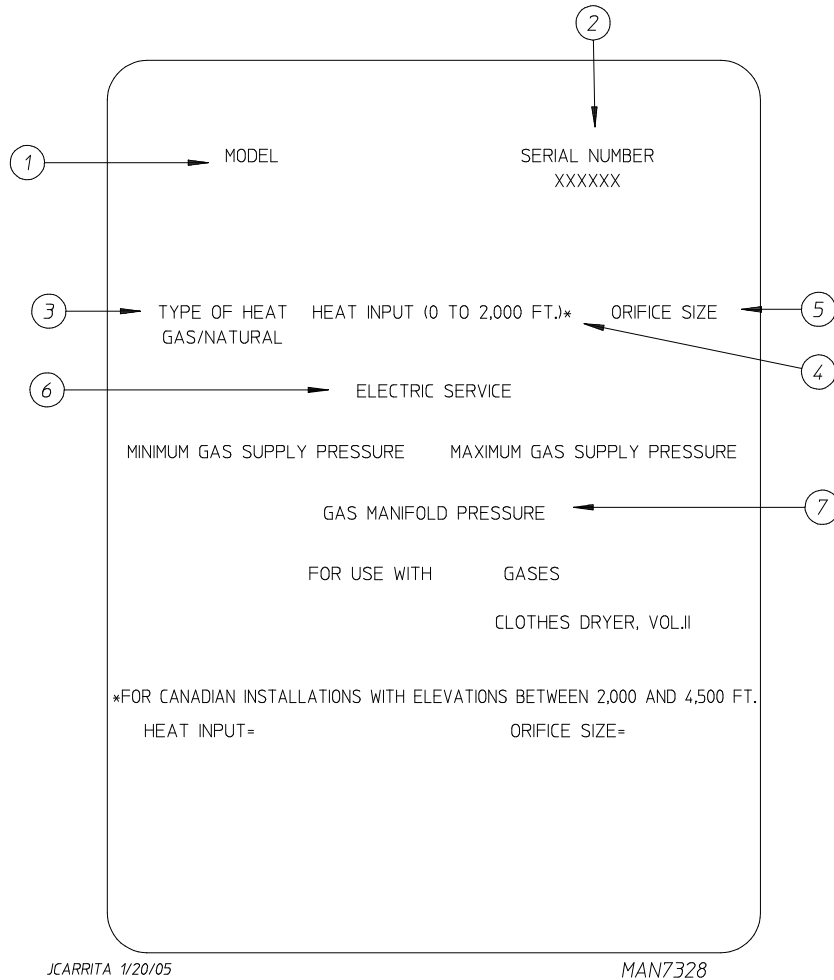 2
1
MODEL
SERIAL NUMBER
XXXXXX
3
TYPE OF HEAT
GAS/NATURAL
HEAT INPUT (0 TO 2,000 FT.)*
ORIFICE SIZE
5
4
6
ELECTRIC SERVICE
MINIMUM GAS SUPPLY PRESSURE
MAXIMUM GAS SUPPLY PRESSURE
GAS MANIFOLD PRESSURE
7
FOR USE WITH GASES
CLOTHES DRYER, VOL.II
*FOR CANADIAN INSTALLATIONS WITH ELEVATIONS BETWEEN 2,000 AND 4,500 FT.
HEAT INPUT=
ORIFICE SIZE=
JCARRITA 1/20/05
MAN7328